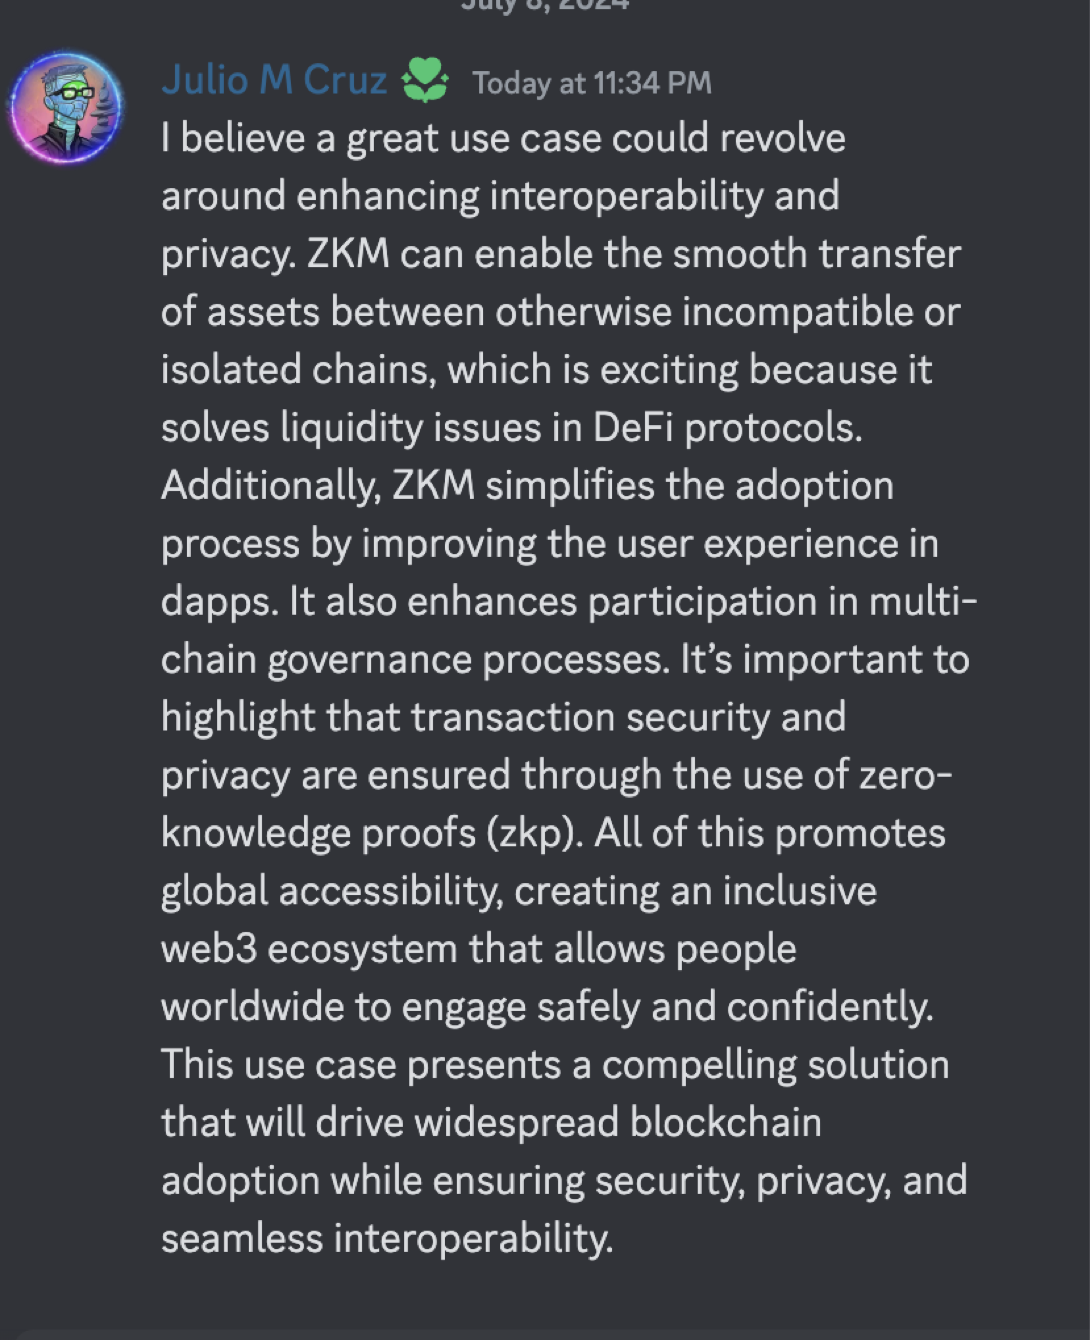 July 8, 2024
Julio M Cruz Today at 11:34 PM
I believe a great use case could revolve
around enhancing interoperability and
privacy. ZKM can enable the smooth transfer
of assets between otherwise incompatible or
isolated chains, which is exciting because it
solves liquidity issues in DeFi protocols.
Additionally, ZKM simplifies the adoption
process by improving the user experience in
dapps. It also enhances participation in multi-
chain governance processes. It’s important to
highlight that transaction security and
privacy are ensured through the use of zero-
knowledge proofs (zkp). All of this promotes
global accessibility, creating an inclusive
web3 ecosystem that allows people
worldwide to engage safely and confidently.
This use case presents a compelling solution
that will drive widespread blockchain
adoption while ensuring security, privacy, and
seamless interoperability.